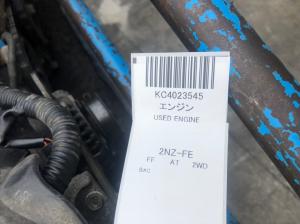 KC4023545
エンジン
USED ENGINE
2NZ-FE
FF AT 2WD